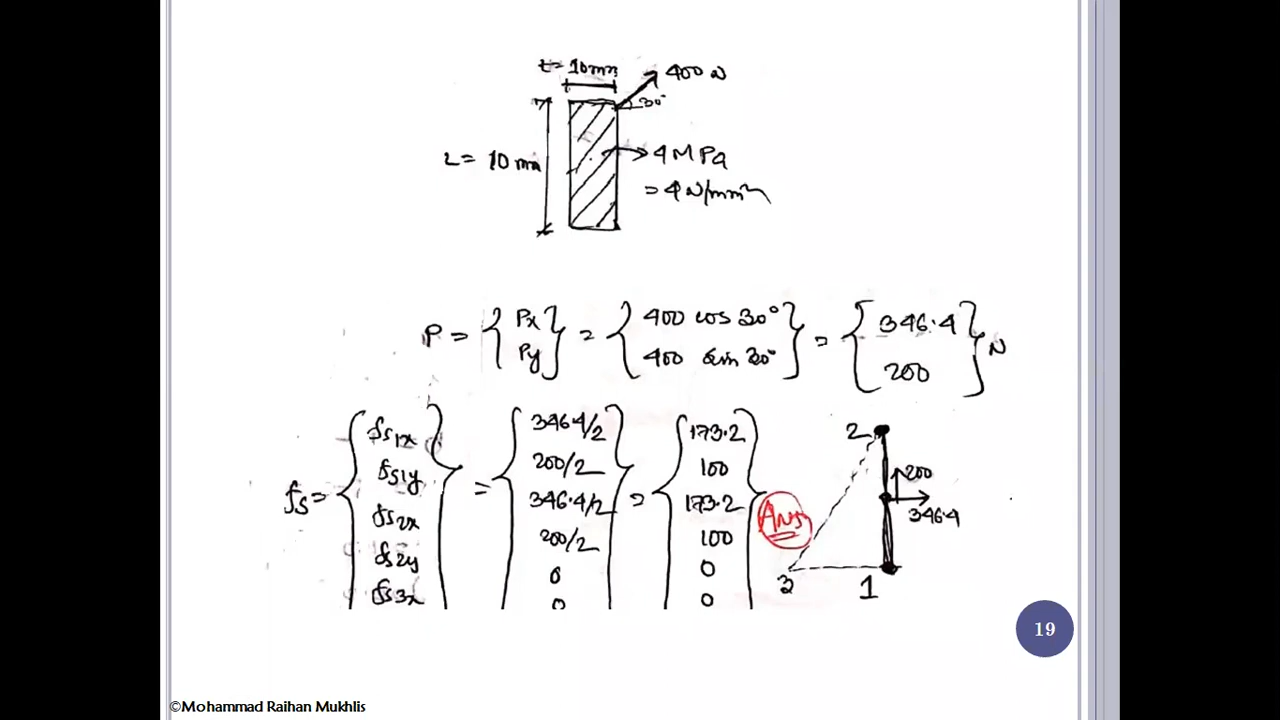 t = 10mm
400 N
30°
L = 10 mm
4 MPa
= 4 N/mm²
P = { Px Py } = { 400 cos 30° 400 sin 30° } = { 346.4 200 } N
fs = { fs1x fs1y fs2x fs2y fs3x } = { 346.4/2 200/2 346.4/2 200/2 0 0 } = { 173.2 100 173.2 100 0 0 }
Ans
2
200
346.4
3
1
19
©Mohammad Raihan Mukhlis